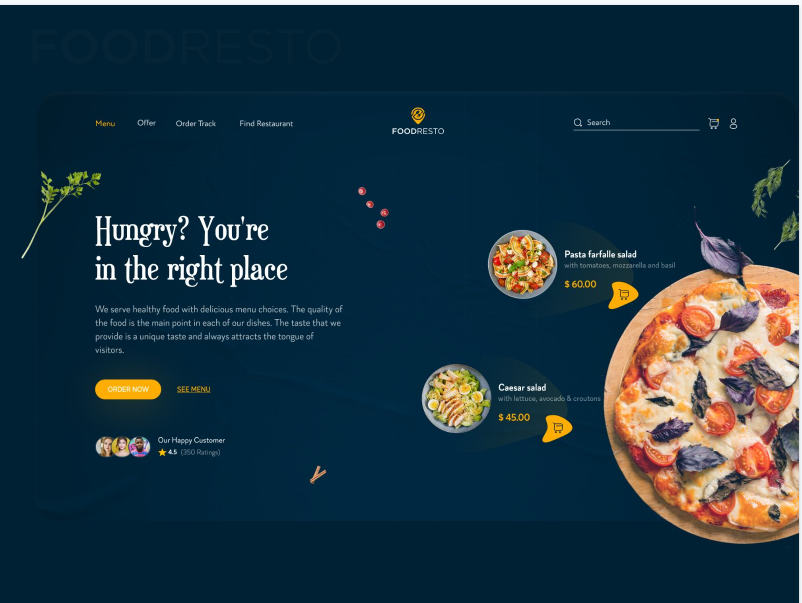 FOODRESTO
Menu
Offer
Order Track
Find Restaurant
FOODRESTO
Search
Hungry? You're
in the right place
We serve healthy food with delicious menu choices. The quality of
the food is the main point in each of our dishes. The taste that we
provide is a unique taste and always attracts the tongue of
visitors.
ORDER NOW
SEE MENU
Our Happy Customer
4.5 (350 Ratings)
Pasta farfalle salad
with tomatoes, mozzarella and basil
$ 60.00
Caesar salad
with lettuce, avocado & croutons
$ 45.00